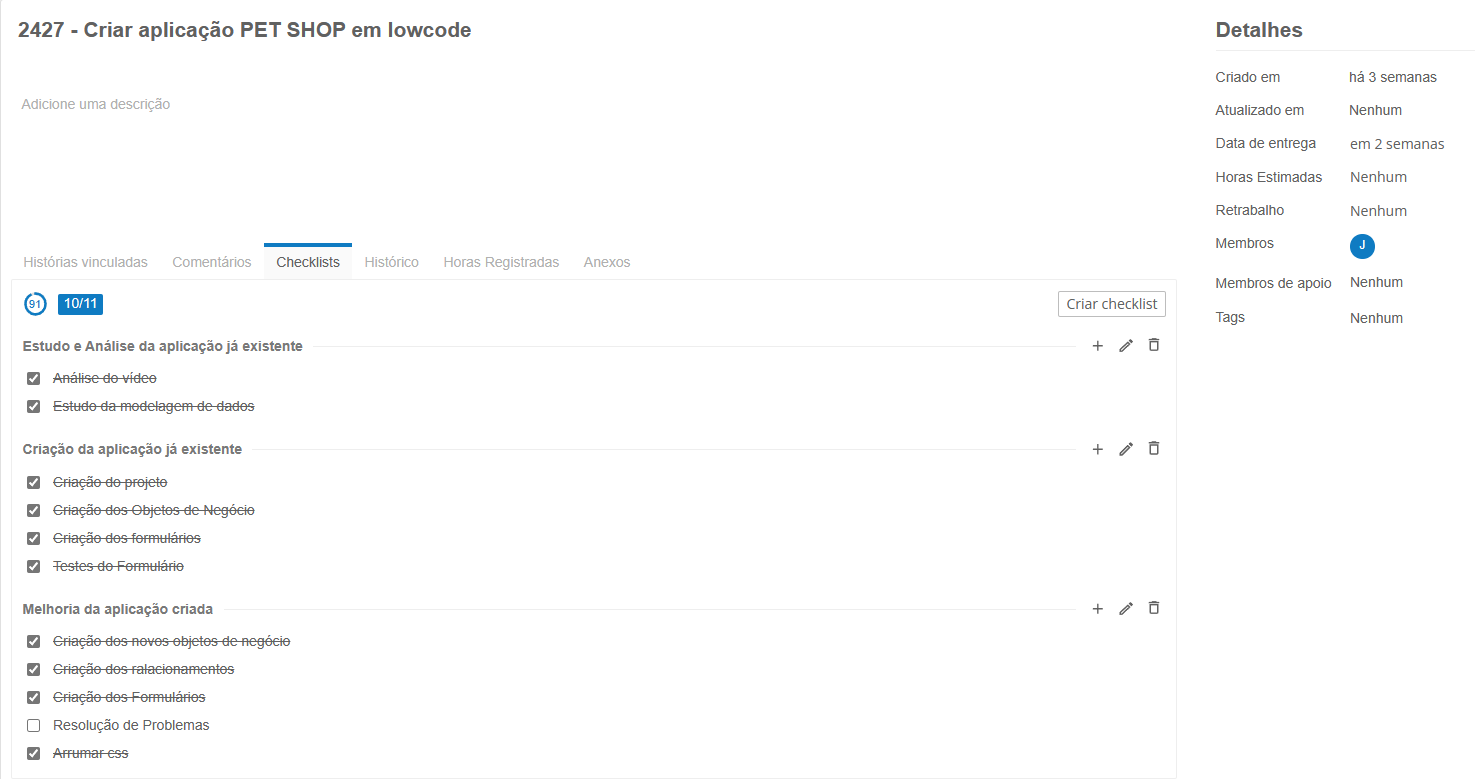 2427 - Criar aplicação PET SHOP em lowcode
Adicione uma descrição
Histórias vinculadas Comentários Checklists Histórico Horas Registradas Anexos
91 10/11 Criar checklist
Estudo e Análise da aplicação já existente
Análise do vídeo
Estudo da modelagem de dados
Criação da aplicação já existente
Criação do projeto
Criação dos Objetos de Negócio
Criação dos formulários
Testes do Formulário
Melhoria da aplicação criada
Criação dos novos objetos de negócio
Criação dos ralacionamentos
Criação dos Formulários
Resolução de Problemas
Arrumar css
Detalhes
Criado em há 3 semanas
Atualizado em Nenhum
Data de entrega em 2 semanas
Horas Estimadas Nenhum
Retrabalho Nenhum
Membros J
Membros de apoio Nenhum
Tags Nenhum